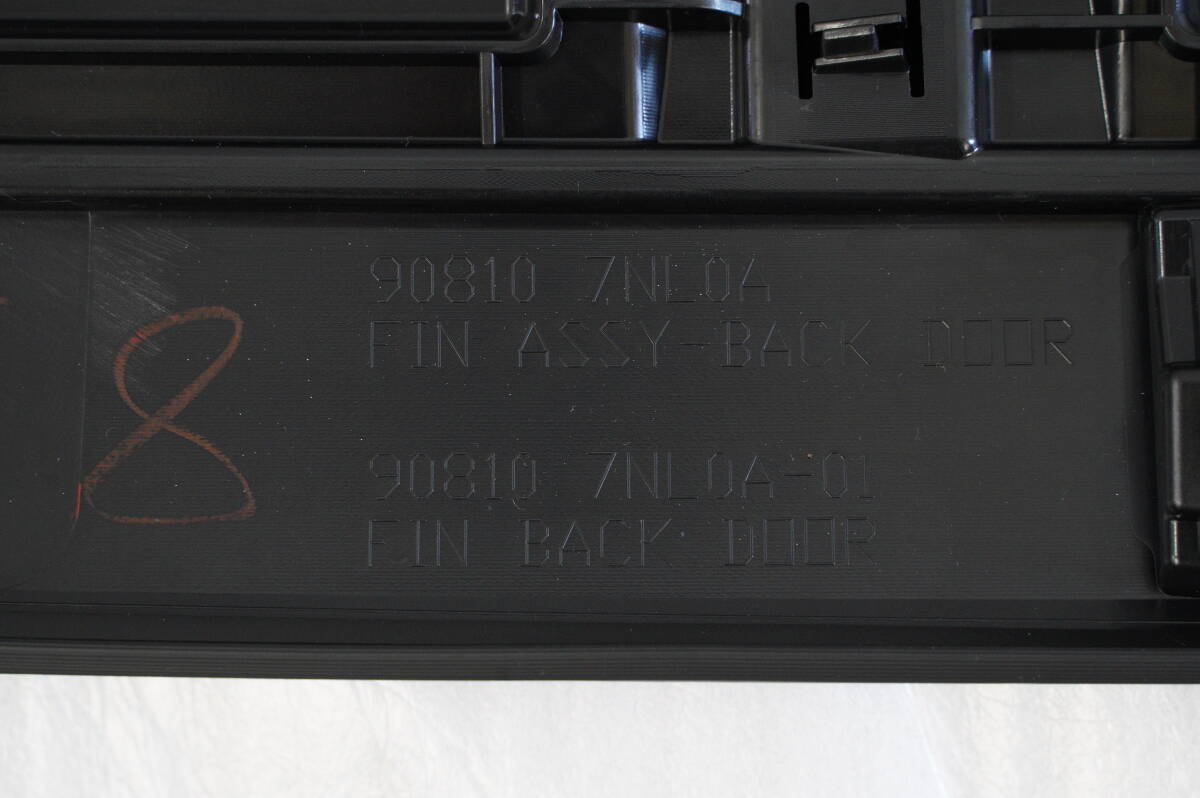 90810 7NL0A
FIN ASSY-BACK DOOR
8
90810 7NL0A-01
FIN BACK DOOR